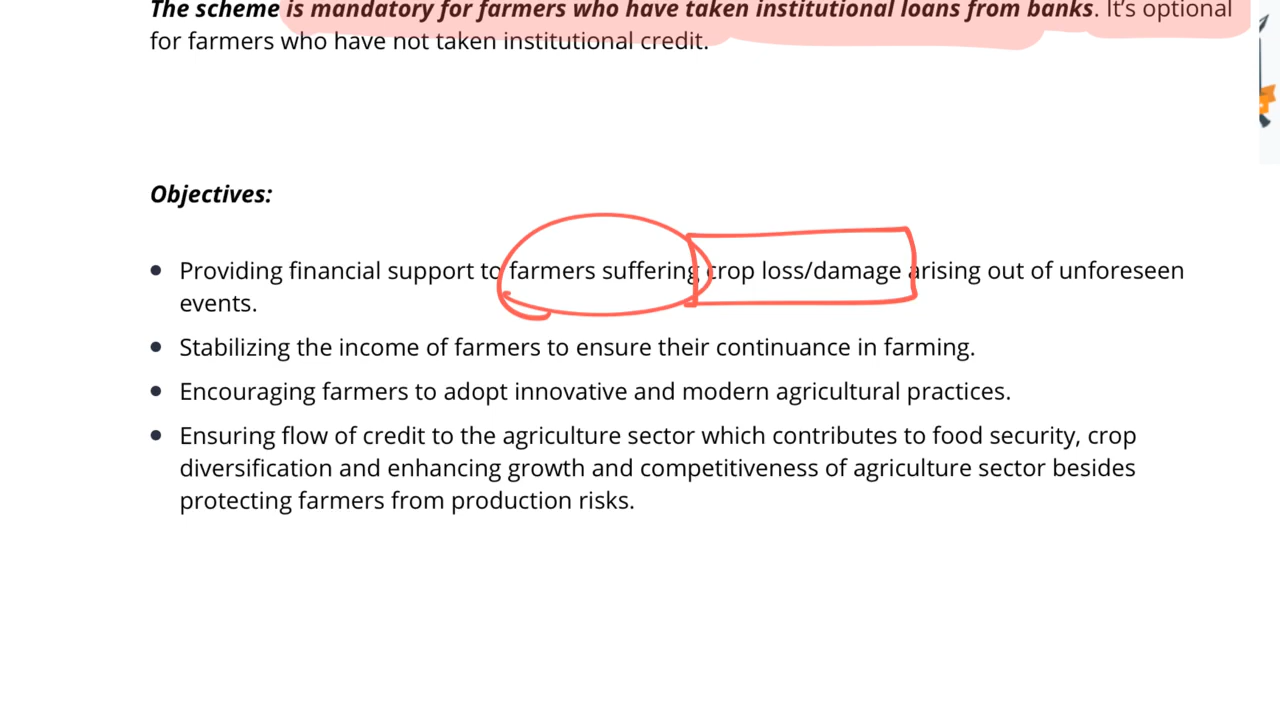 The scheme is mandatory for farmers who have taken institutional loans from banks. It’s optional
for farmers who have not taken institutional credit.
Objectives:
• Providing financial support to farmers suffering crop loss/damage arising out of unforeseen
events.
• Stabilizing the income of farmers to ensure their continuance in farming.
• Encouraging farmers to adopt innovative and modern agricultural practices.
• Ensuring flow of credit to the agriculture sector which contributes to food security, crop
diversification and enhancing growth and competitiveness of agriculture sector besides
protecting farmers from production risks.